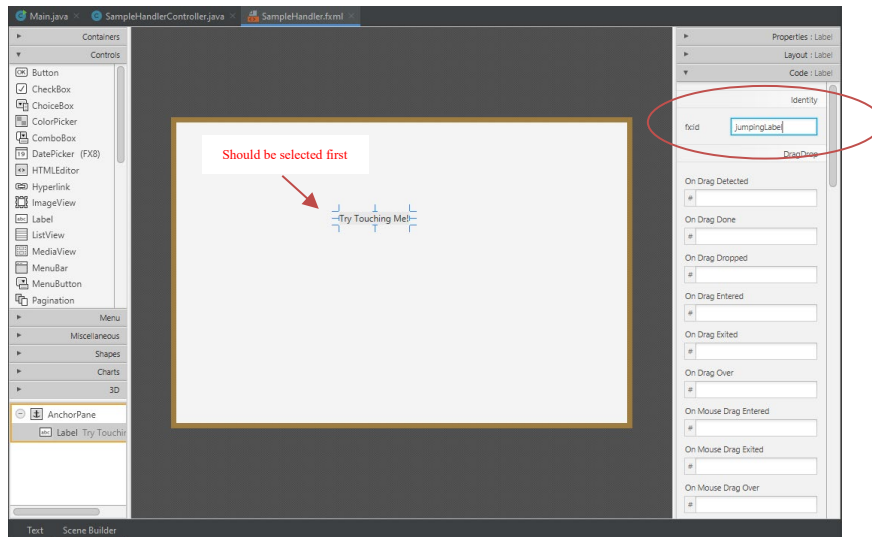 Main.java
SampleHandlerController.java
SampleHandler.fxml
Containers
Controls
Button
CheckBox
ChoiceBox
ColorPicker
ComboBox
DatePicker (FX8)
HTMLEditor
Hyperlink
ImageView
Label
ListView
MediaView
MenuBar
MenuButton
Pagination
Menu
Miscellaneous
Shapes
Charts
3D
AnchorPane
Label Try Touchin
Text Scene Builder
Should be selected first
Try Touching Me!
Properties : Label
Layout : Label
Code : Label
Identity
fx:id
jumpingLabel
DragDrop
On Drag Detected
#
On Drag Done
#
On Drag Dropped
#
On Drag Entered
#
On Drag Exited
#
On Drag Over
#
On Mouse Drag Entered
#
On Mouse Drag Exited
#
On Mouse Drag Over
#